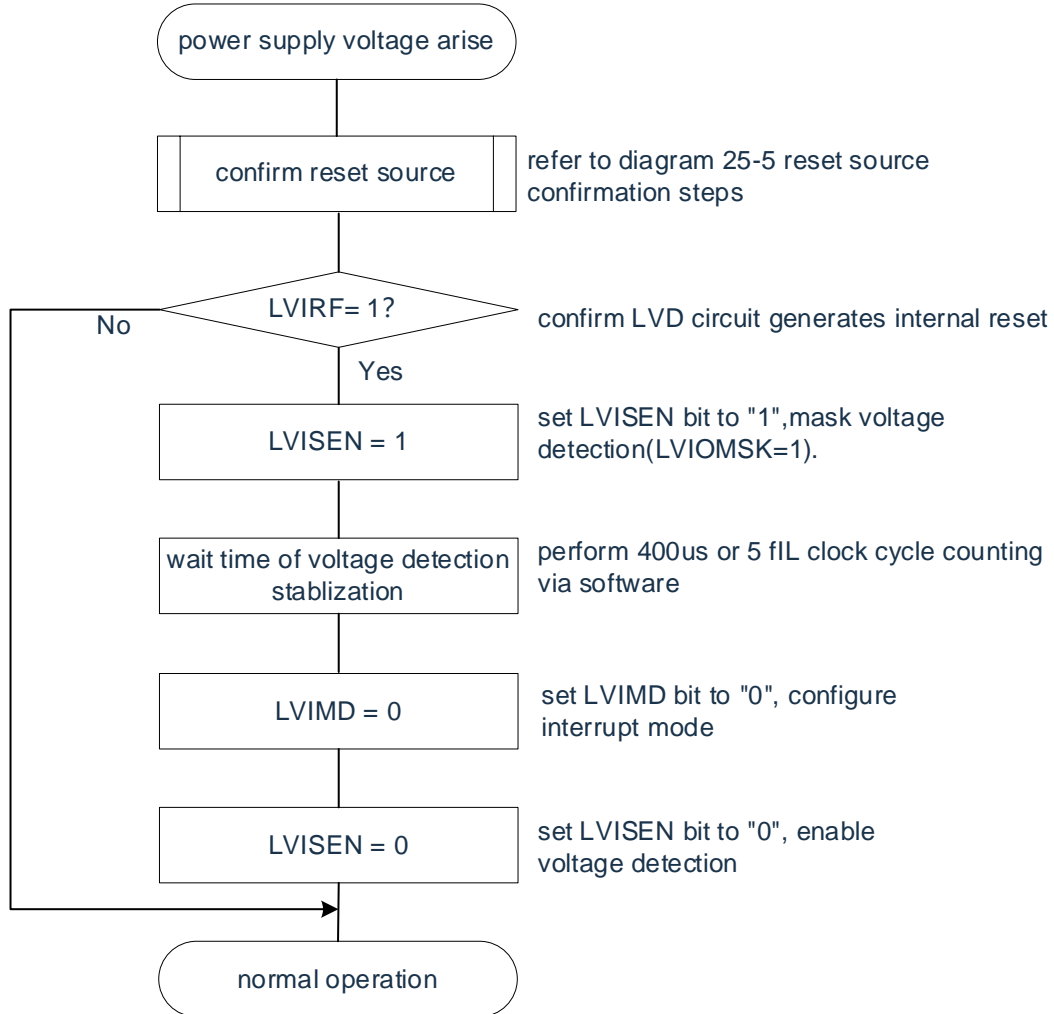 power supply voltage arise
confirm reset source
refer to diagram 25-5 reset source
confirmation steps
LVIRF= 1?
No
confirm LVD circuit generates internal reset
Yes
LVISEN = 1
set LVISEN bit to "1",mask voltage
detection(LVIOMSK=1).
wait time of voltage detection
stablization
perform 400us or 5 fIL clock cycle counting
via software
LVIMD = 0
set LVIMD bit to "0", configure
interrupt mode
LVISEN = 0
set LVISEN bit to "0", enable
voltage detection
normal operation